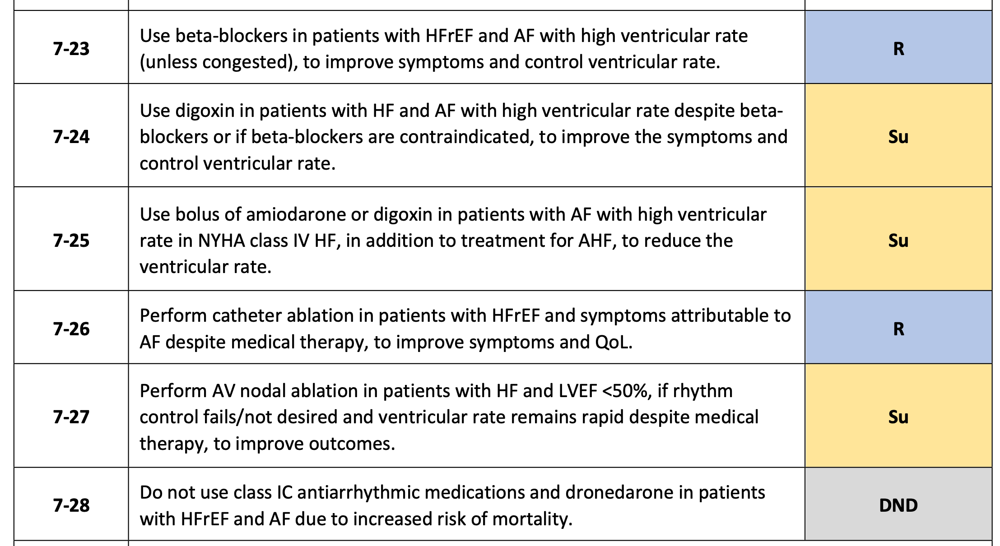 7-23
Use beta-blockers in patients with HFrEF and AF with high ventricular rate
(unless congested), to improve symptoms and control ventricular rate.
R
7-24
Use digoxin in patients with HF and AF with high ventricular rate despite beta-
blockers or if beta-blockers are contraindicated, to improve the symptoms and
control ventricular rate.
Su
7-25
Use bolus of amiodarone or digoxin in patients with AF with high ventricular
rate in NYHA class IV HF, in addition to treatment for AHF, to reduce the
ventricular rate.
Su
7-26
Perform catheter ablation in patients with HFrEF and symptoms attributable to
AF despite medical therapy, to improve symptoms and QoL.
R
7-27
Perform AV nodal ablation in patients with HF and LVEF <50%, if rhythm
control fails/not desired and ventricular rate remains rapid despite medical
therapy, to improve outcomes.
Su
7-28
Do not use class IC antiarrhythmic medications and dronedarone in patients
with HFrEF and AF due to increased risk of mortality.
DND